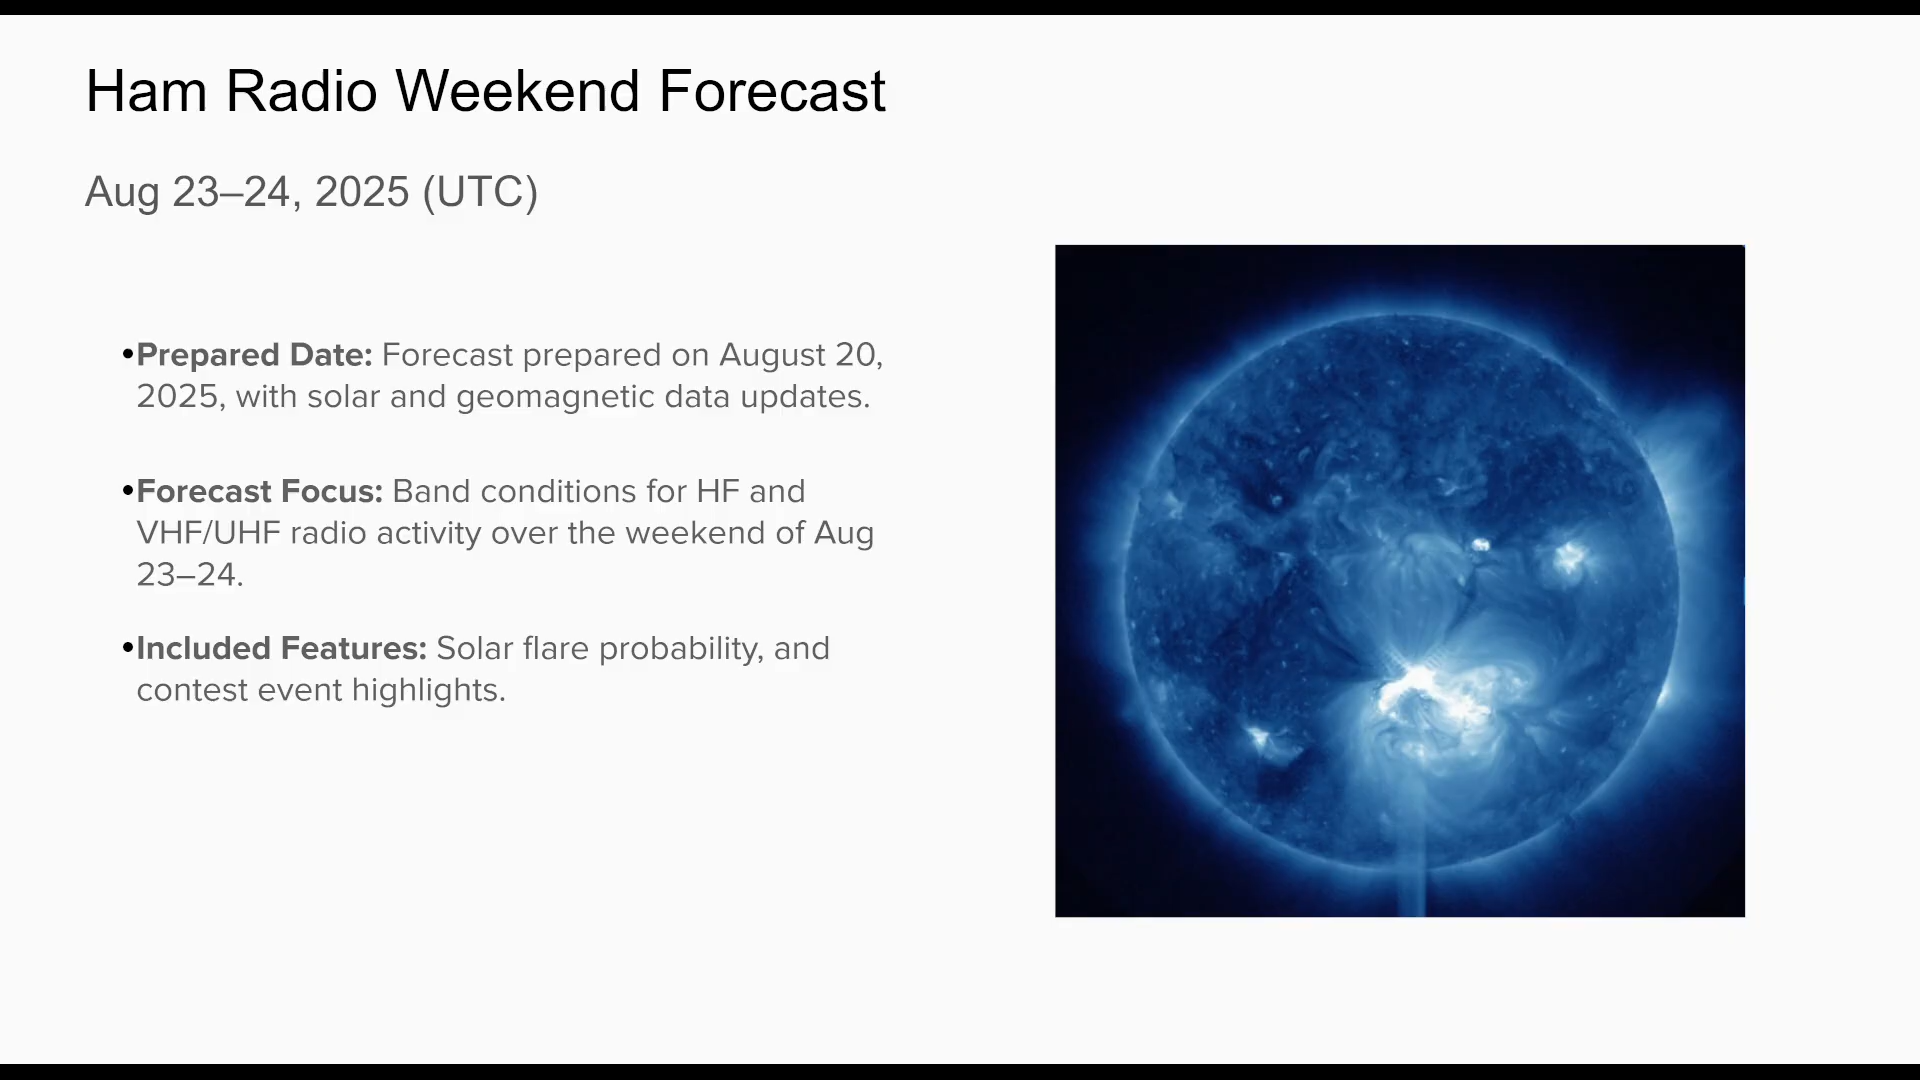 Ham Radio Weekend Forecast
Aug 23–24, 2025 (UTC)
•Prepared Date: Forecast prepared on August 20,
2025, with solar and geomagnetic data updates.
•Forecast Focus: Band conditions for HF and
VHF/UHF radio activity over the weekend of Aug
23–24.
•Included Features: Solar flare probability, and
contest event highlights.